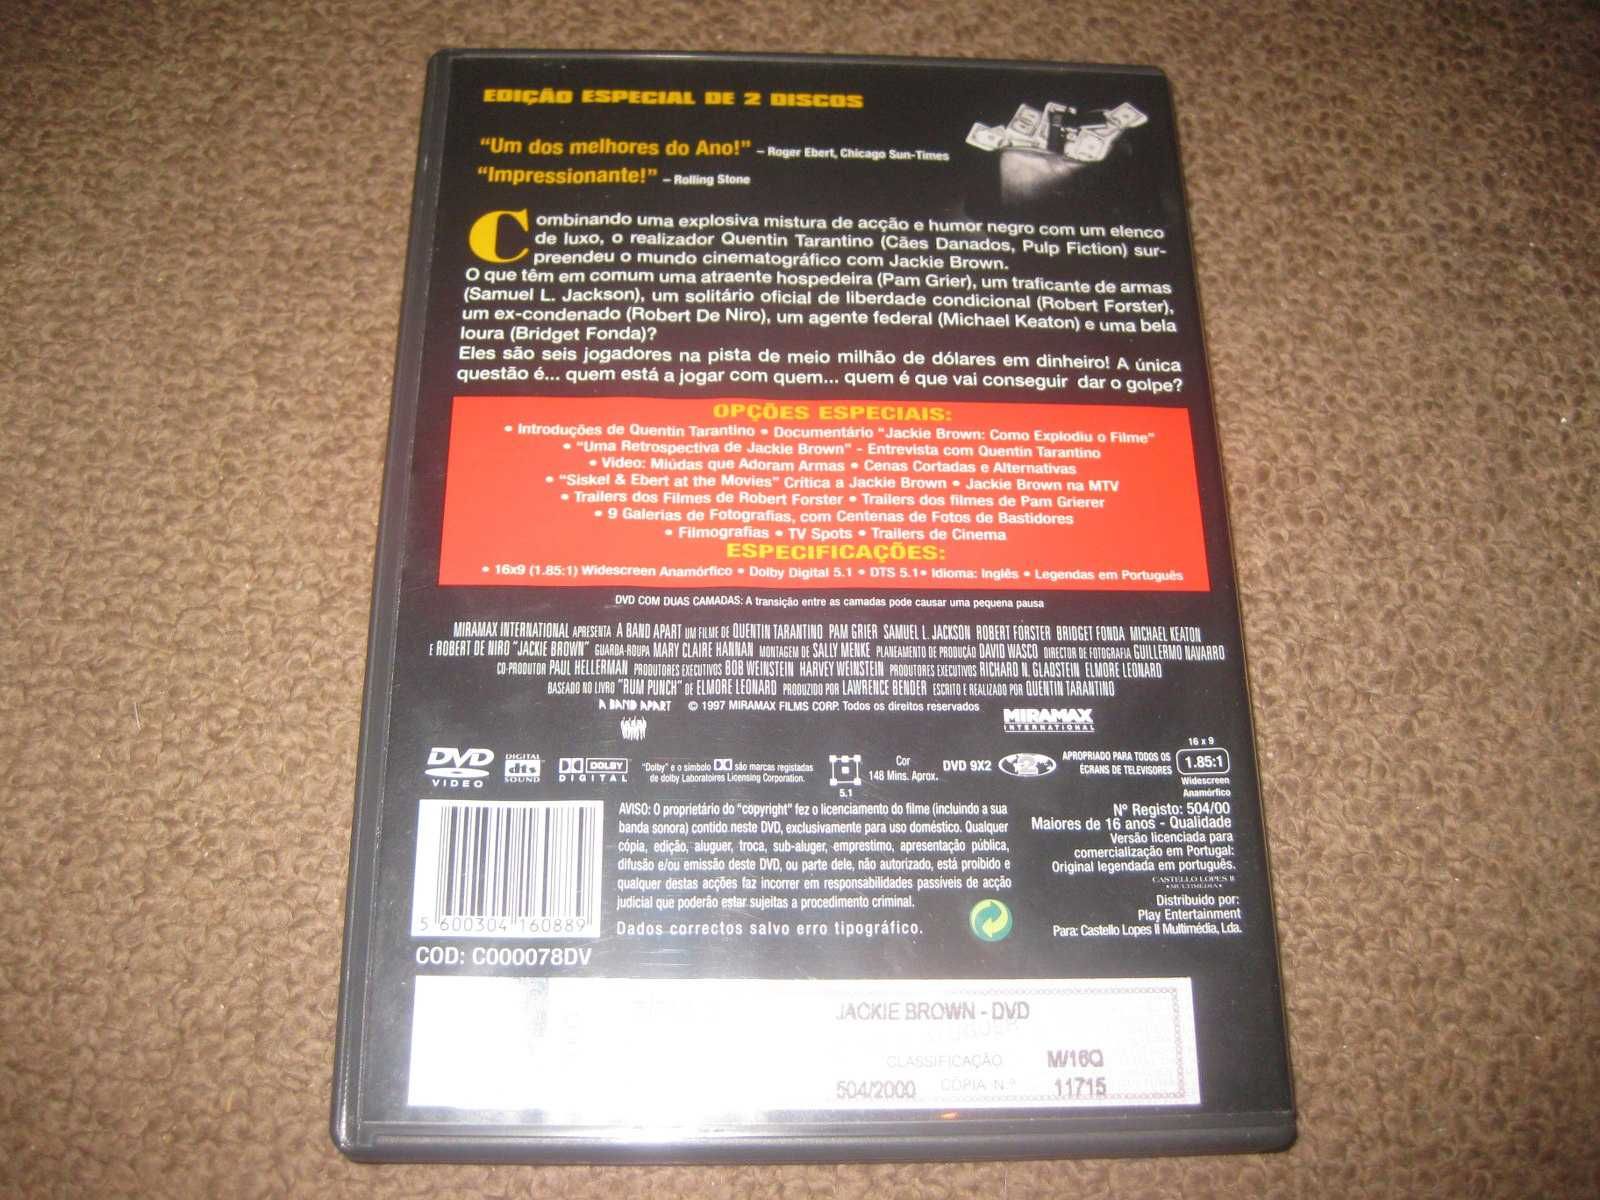 EDIÇÃO ESPECIAL DE 2 DISCOS
“Um dos melhores do Ano!” – Roger Ebert, Chicago Sun-Times
“Impressionante!” – Rolling Stone
Combinando uma explosiva mistura de acção e humor negro com um elenco
de luxo, o realizador Quentin Tarantino (Cães Danados, Pulp Fiction) sur-
preendeu o mundo cinematográfico com Jackie Brown.
O que têm em comum uma atraente hospedeira (Pam Grier), um traficante de armas
(Samuel L. Jackson), um solitário oficial de liberdade condicional (Robert Forster),
um ex-condenado (Robert De Niro), um agente federal (Michael Keaton) e uma bela
loura (Bridget Fonda)?
Eles são seis jogadores na pista de meio milhão de dólares em dinheiro! A única
questão é... quem está a jogar com quem... quem é que vai conseguir dar o golpe?
OPÇÕES ESPECIAIS:
• Introduções de Quentin Tarantino • Documentário “Jackie Brown: Como Explodiu o Filme”
• “Uma Retrospectiva de Jackie Brown” - Entrevista com Quentin Tarantino
• Video: Miúdas que Adoram Armas • Cenas Cortadas e Alternativas
• “Siskel & Ebert at the Movies” Crítica a Jackie Brown • Jackie Brown na MTV
• Trailers dos Filmes de Robert Forster • Trailers dos filmes de Pam Grierer
• 9 Galerias de Fotografias, com Centenas de Fotos de Bastidores
• Filmografias • TV Spots • Trailers de Cinema
ESPECIFICAÇÕES:
• 16x9 (1.85:1) Widescreen Anamórfico • Dolby Digital 5.1 • DTS 5.1• Idioma: Inglês • Legendas em Português
DVD COM DUAS CAMADAS: A transição entre as camadas pode causar uma pequena pausa
MIRAMAX INTERNATIONAL APRESENTA A BAND APART UM FILME DE QUENTIN TARANTINO PAM GRIER SAMUEL L. JACKSON ROBERT FORSTER BRIDGET FONDA MICHAEL KEATON
E ROBERT DE NIRO “JACKIE BROWN” GUARDA-ROUPA MARY CLAIRE HANNAN MONTAGEM DE SALLY MENKE PLANEAMENTO DE PRODUÇÃO DAVID WASCO DIRECTOR DE FOTOGRAFIA GUILLERMO NAVARRO
CO-PRODUTOR PAUL HELLERMAN PRODUTORES EXECUTIVOS BOB WEINSTEIN HARVEY WEINSTEIN PRODUTORES EXECUTIVOS RICHARD N. GLADSTEIN ELMORE LEONARD
BASEADO NO LIVRO “RUM PUNCH” DE ELMORE LEONARD PRODUZIDO POR LAWRENCE BENDER ESCRITO E REALIZADO POR QUENTIN TARANTINO
A BAND APART © 1997 MIRAMAX FILMS CORP. Todos os direitos reservados
MIRAMAX
INTERNATIONAL
DVD
VIDEO
DIGITAL
dts
SOUND
DOLBY
DIGITAL
"Dolby" e o símbolo são marcas registadas
de dolby Laboratoires Licensing Corporation.
5.1
Cor
148 Mins. Aprox.
DVD 9X2
2
APROPRIADO PARA TODOS OS
ÉCRANS DE TELEVISORES
16 x 9
1.85:1
Widescreen
Anamórfico
5 600304 160889
COD: C000078DV
AVISO: O proprietário do “copyright” fez o licenciamento do filme (incluindo a sua
banda sonora) contido neste DVD, exclusivamente para uso doméstico. Qualquer
cópia, edição, aluguer, troca, sub-aluger, emprestimo, apresentação pública,
difusão e/ou emissão deste DVD, ou parte dele, não autorizado, está proibido e
qualquer destas acções faz incorrer em responsabilidades passíveis de acção
judicial que poderão estar sujeitas a procedimento criminal.
Dados correctos salvo erro tipográfico.
Nº Registo: 504/00
Maiores de 16 anos - Qualidade
Versão licenciada para
comercialização em Portugal:
Original legendada em português.
CASTELLO LOPES II
• MULTIMÉDIA •
Distribuido por:
Play Entertainment
Para: Castello Lopes II Multimédia, Lda.
JACKIE BROWN - DVD
CLASSIFICAÇÃO M/16Q
504/2000 CÓPIA N.º 11715